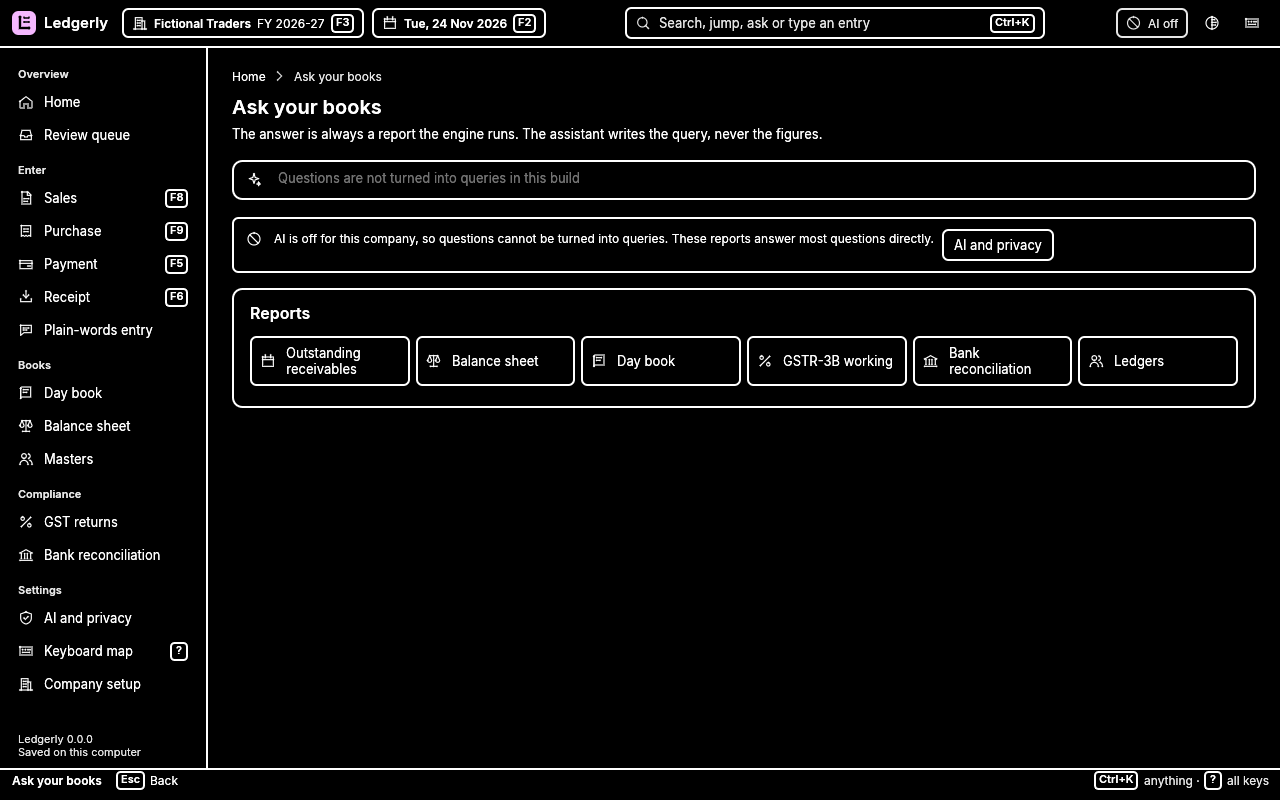 Ledgerly
Fictional Traders FY 2026-27 F3
Tue, 24 Nov 2026 F2
Search, jump, ask or type an entry Ctrl+K
AI off
Overview
Home
Review queue
Enter
Sales F8
Purchase F9
Payment F5
Receipt F6
Plain-words entry
Books
Day book
Balance sheet
Masters
Compliance
GST returns
Bank reconciliation
Settings
AI and privacy
Keyboard map ?
Company setup
Ledgerly 0.0.0
Saved on this computer
Home Ask your books
Ask your books
The answer is always a report the engine runs. The assistant writes the query, never the figures.
Questions are not turned into queries in this build
AI is off for this company, so questions cannot be turned into queries. These reports answer most questions directly. AI and privacy
Reports
Outstanding
receivables
Balance sheet
Day book
GSTR-3B working
Bank
reconciliation
Ledgers
Ask your books Esc Back
Ctrl+K anything · ? all keys